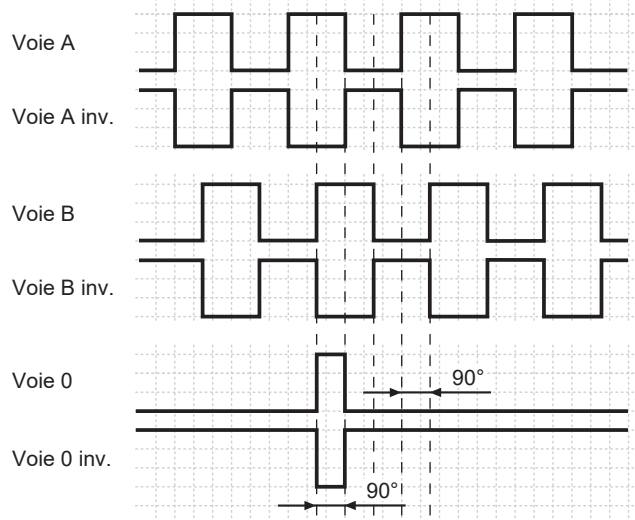 Voie A
Voie A inv.
Voie B
Voie B inv.
Voie 0
90°
Voie 0 inv.
90°